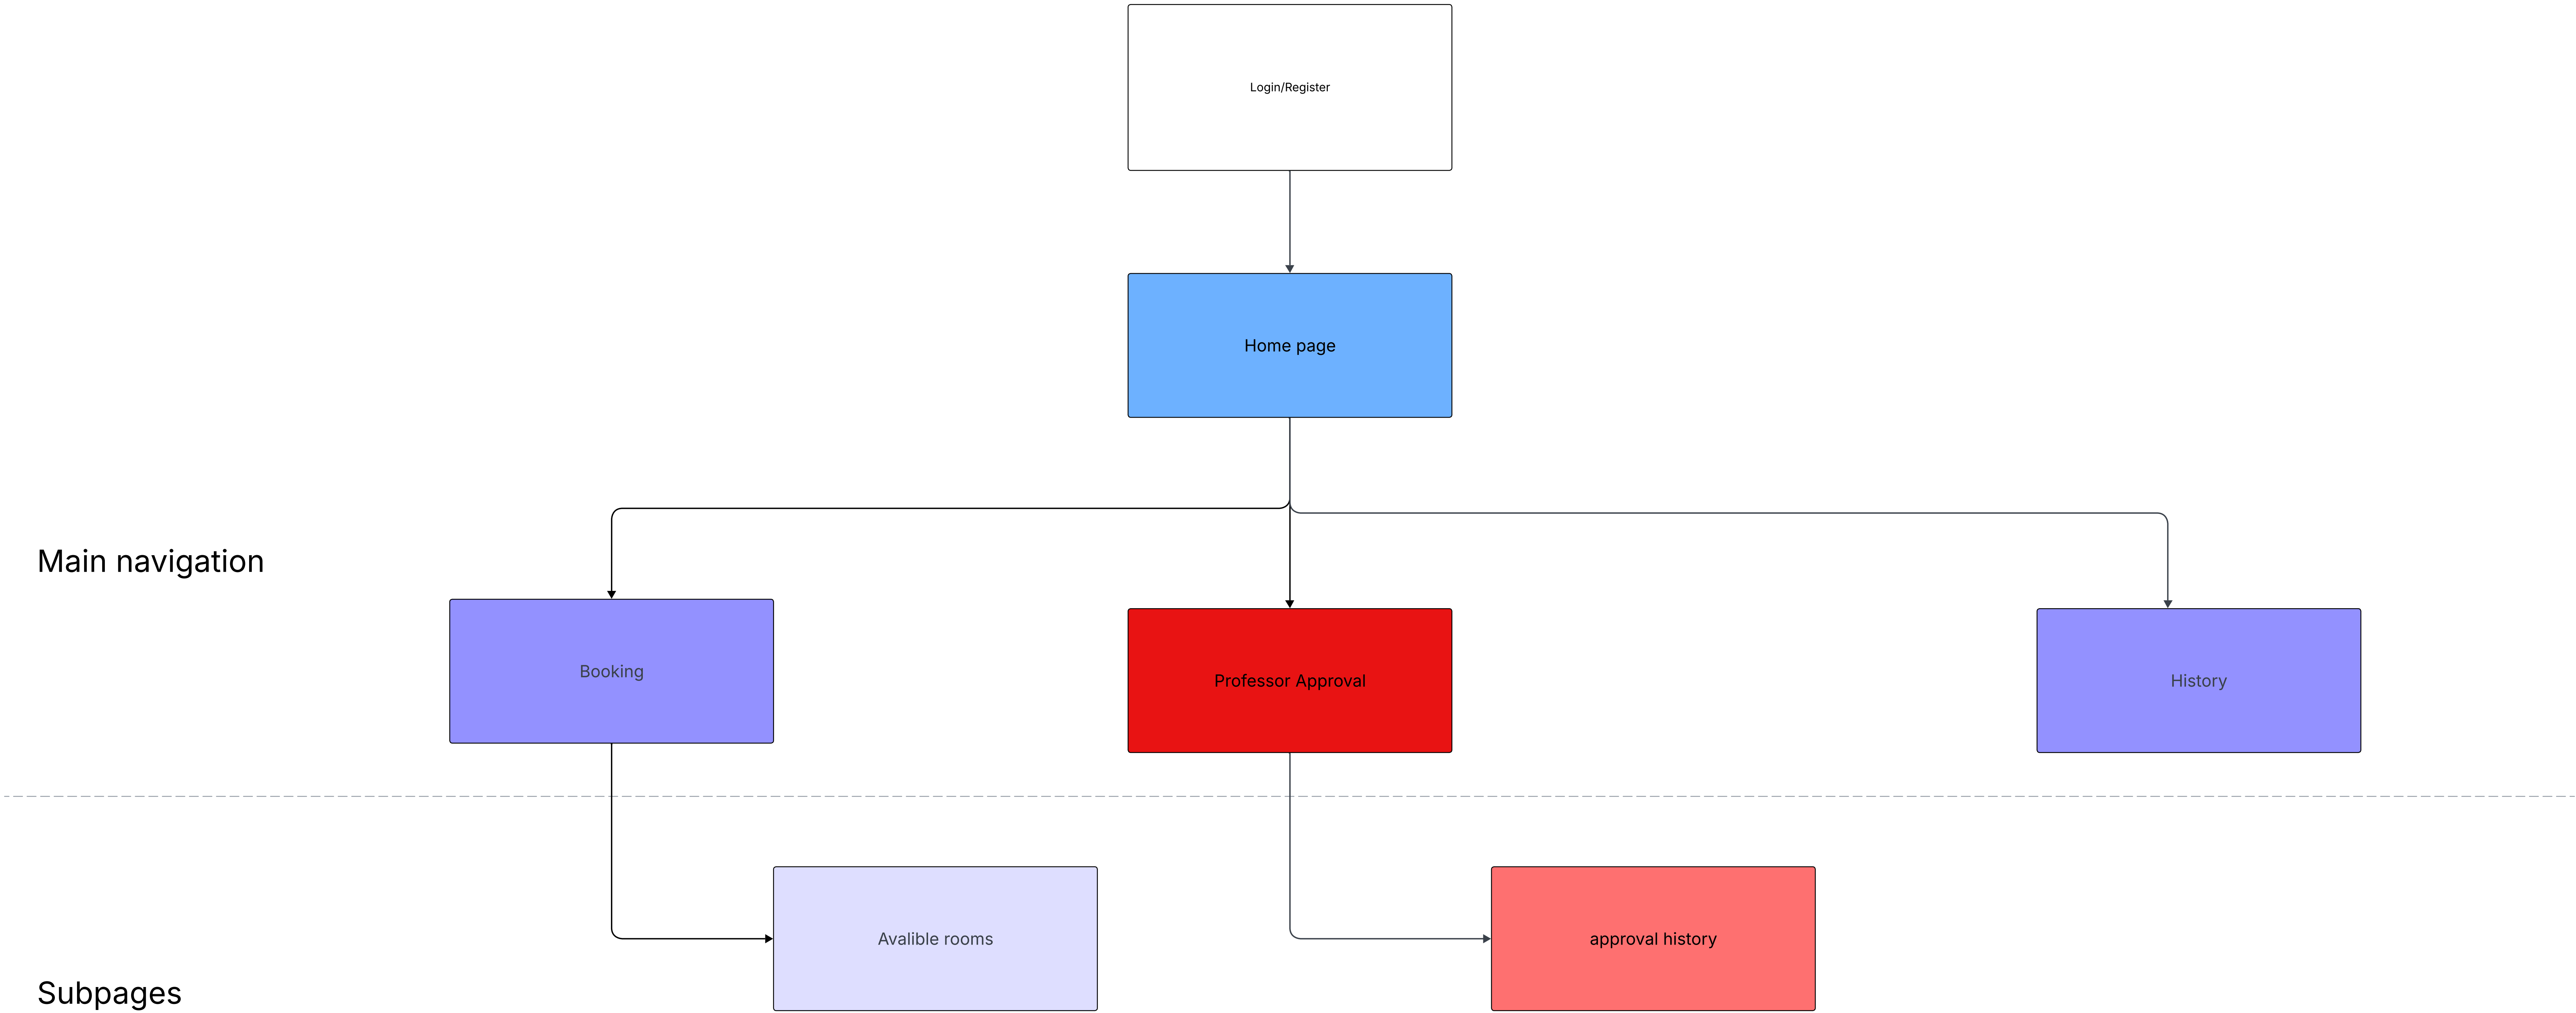 Login/Register
Home page
Main navigation
Booking
Professor Approval
History
Avalible rooms
approval history
Subpages